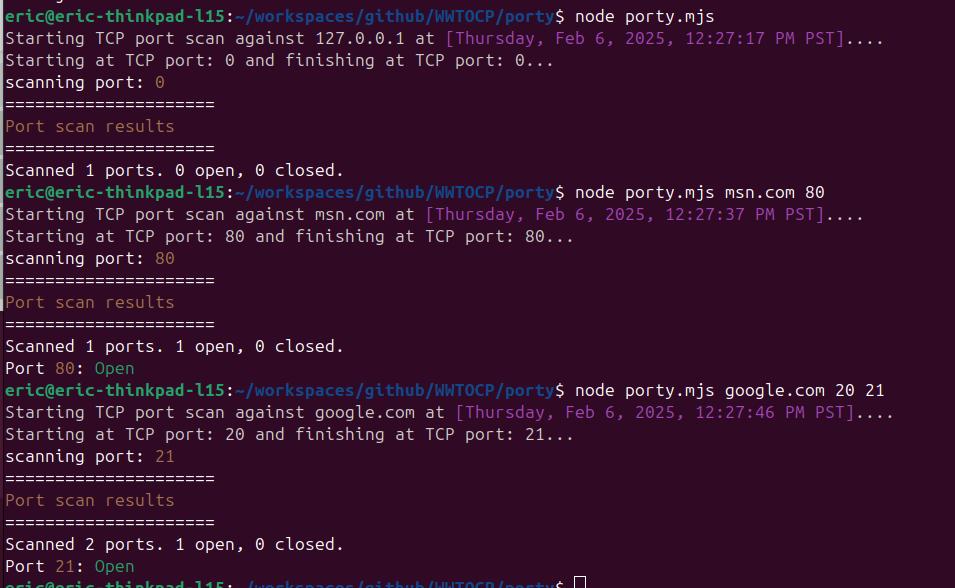 eric@eric-thinkpad-l15:~/workspaces/github/WWTOCP/porty$ node porty.mjs
Starting TCP port scan against 127.0.0.1 at [Thursday, Feb 6, 2025, 12:27:17 PM PST]....
Starting at TCP port: 0 and finishing at TCP port: 0...
scanning port: 0
=====================
Port scan results
=====================
Scanned 1 ports. 0 open, 0 closed.
eric@eric-thinkpad-l15:~/workspaces/github/WWTOCP/porty$ node porty.mjs msn.com 80
Starting TCP port scan against msn.com at [Thursday, Feb 6, 2025, 12:27:37 PM PST]....
Starting at TCP port: 80 and finishing at TCP port: 80...
scanning port: 80
=====================
Port scan results
=====================
Scanned 1 ports. 1 open, 0 closed.
Port 80: Open
eric@eric-thinkpad-l15:~/workspaces/github/WWTOCP/porty$ node porty.mjs google.com 20 21
Starting TCP port scan against google.com at [Thursday, Feb 6, 2025, 12:27:46 PM PST]....
Starting at TCP port: 20 and finishing at TCP port: 21...
scanning port: 21
=====================
Port scan results
=====================
Scanned 2 ports. 1 open, 0 closed.
Port 21: Open
eric@eric-thinkpad-l15:~/workspaces/github/WWTOCP/porty$